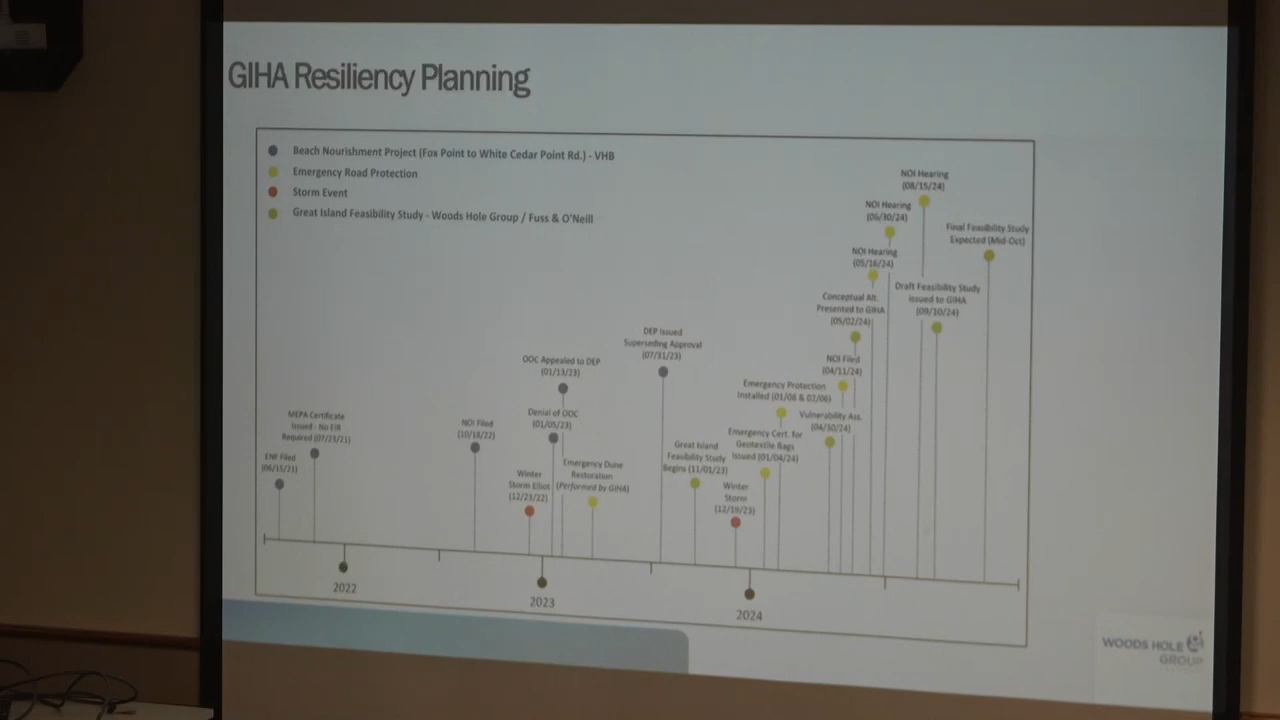 GIHA Resiliency Planning
Beach Nourishment Project (Fox Point to White Cedar Point Rd.) - VHB
Emergency Road Protection
Storm Event
Great Island Feasibility Study - Woods Hole Group / Fuss & O'Neill
NOI Hearing
(08/15/24)
NOI Hearing
(06/30/24)
Final Feasibility Study
Expected (Mid-Oct)
NOI Hearing
(05/16/24)
Draft Feasibility Study
Issued to GIHA
(09/10/24)
Conceptual Alt.
Presented to GIHA
(05/02/24)
DEP Issued
Superseding Approval
(07/31/23)
OOC Appealed to DEP
(01/13/23)
NOI Filed
(04/11/24)
Emergency Protection
Installed (01/06 & 02/06)
MEPA Certificate
Issued - No EIR
Required (07/23/21)
Denial of OOC
(01/05/23)
Vulnerability Ass.
(04/30/24)
NOI Filed
(10/18/22)
Emergency Cert. for
Geotextile Bags
Issued (01/04/24)
Great Island
Feasibility Study
Begins (11/01/23)
ENF Filed
(06/15/21)
Winter
Storm Elliot
(12/23/22)
Emergency Dune
Restoration
(Performed by GIHA)
Winter
Storm
(12/19/23)
2022
2023
2024
WOODS HOLE
GROUP